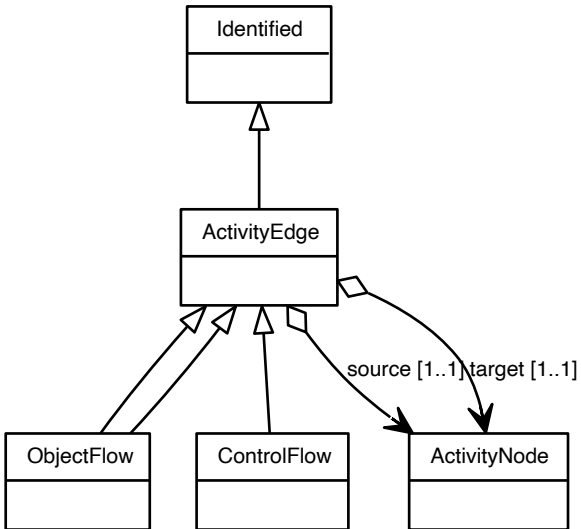 Identified
ActivityEdge
source [1..1] target [1..1]
ObjectFlow
ControlFlow
ActivityNode